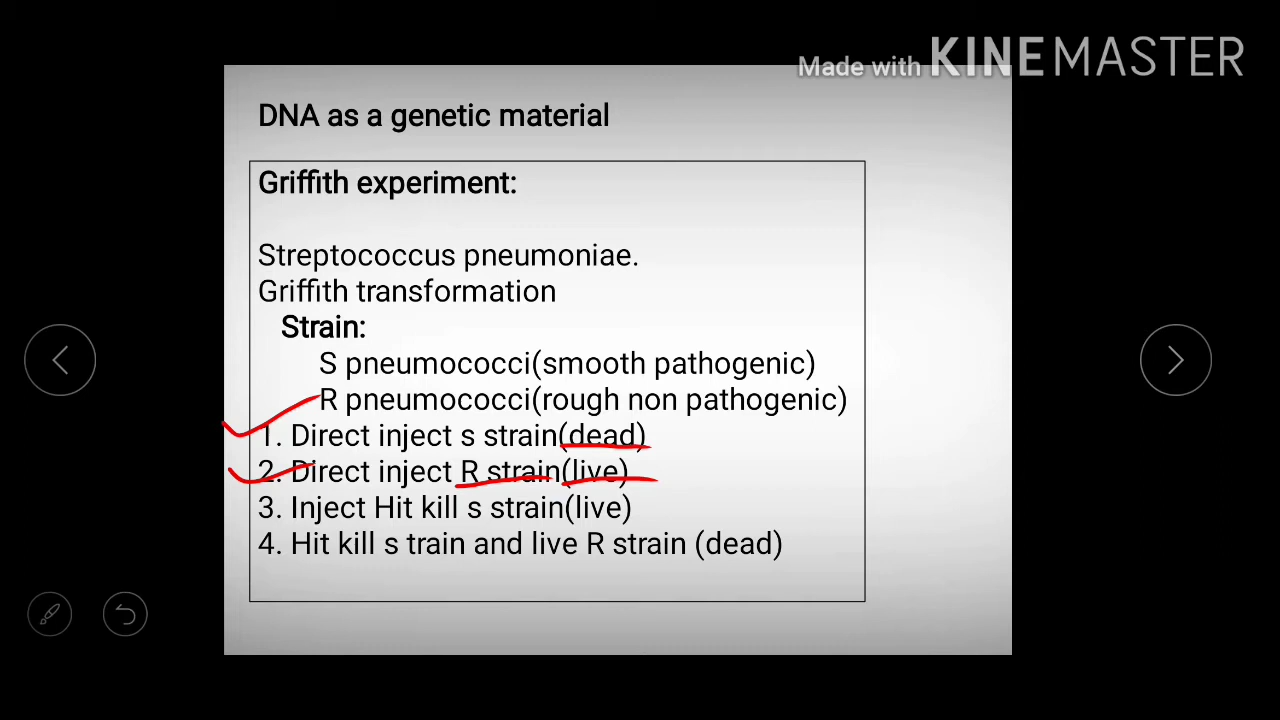 Made with KINEMASTER
DNA as a genetic material
Griffith experiment:
Streptococcus pneumoniae.
Griffith transformation
Strain:
S pneumococci(smooth pathogenic)
R pneumococci(rough non pathogenic)
1. Direct inject s strain(dead)
2. Direct inject R strain(live)
3. Inject Hit kill s strain(live)
4. Hit kill s train and live R strain (dead)